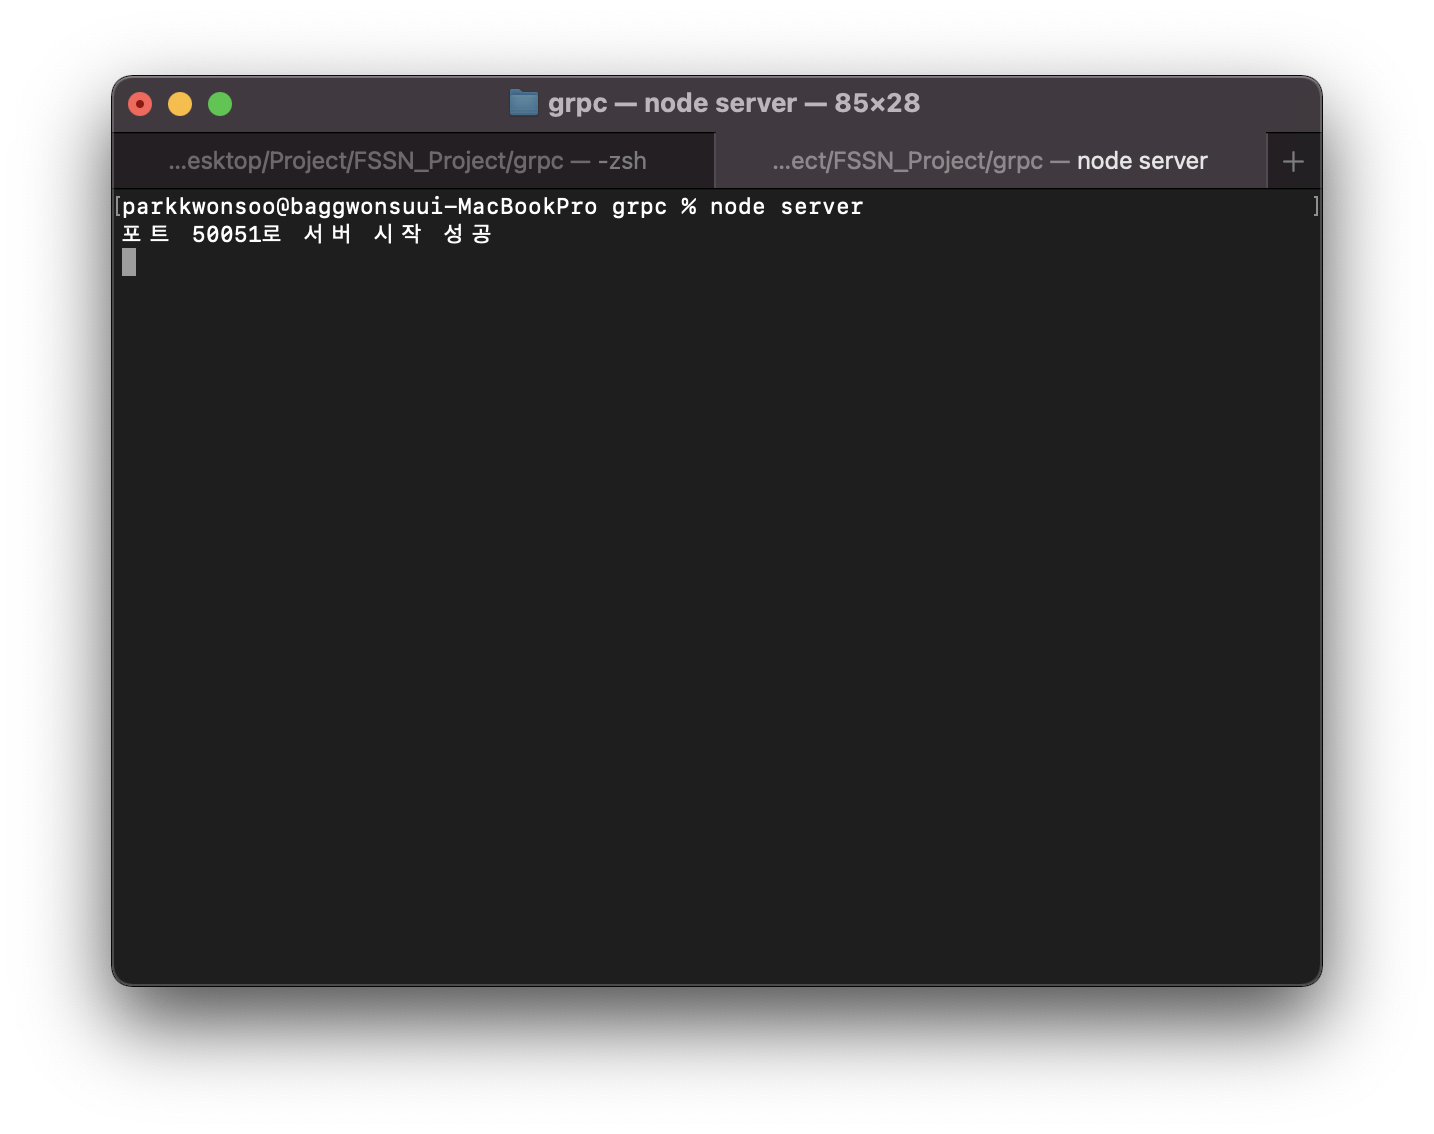 grpc — node server — 85×28
...esktop/Project/FSSN_Project/grpc — -zsh
...ect/FSSN_Project/grpc — node server
+
[parkkwonsoo@baggwonsuui-MacBookPro grpc % node server ]
포트 50051로 서버 시작 성공